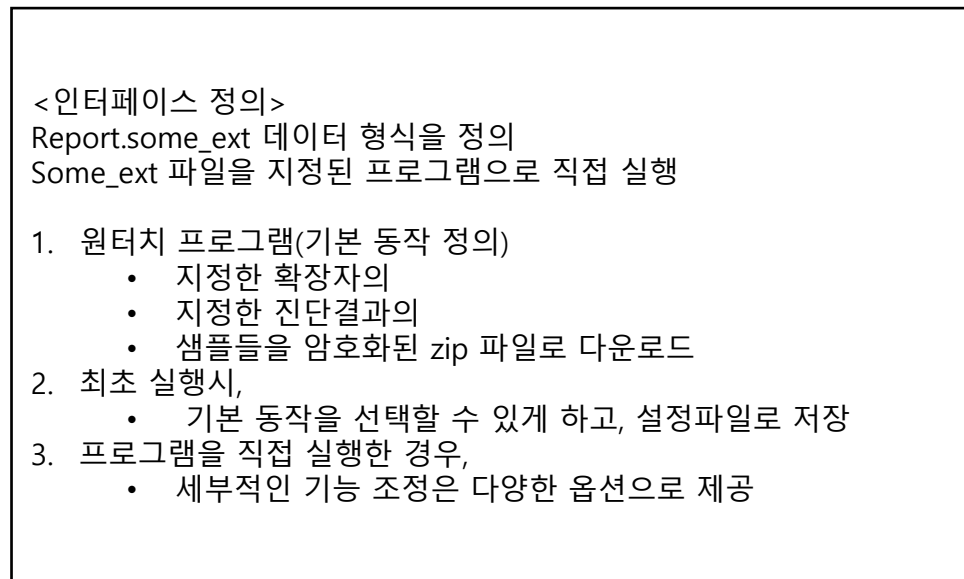 <인터페이스 정의>
Report.some_ext 데이터 형식을 정의
Some_ext 파일을 지정된 프로그램으로 직접 실행
1. 원터치 프로그램(기본 동작 정의)
• 지정한 확장자의
• 지정한 진단결과의
• 샘플들을 암호화된 zip 파일로 다운로드
2. 최초 실행시,
• 기본 동작을 선택할 수 있게 하고, 설정파일로 저장
3. 프로그램을 직접 실행한 경우,
• 세부적인 기능 조정은 다양한 옵션으로 제공